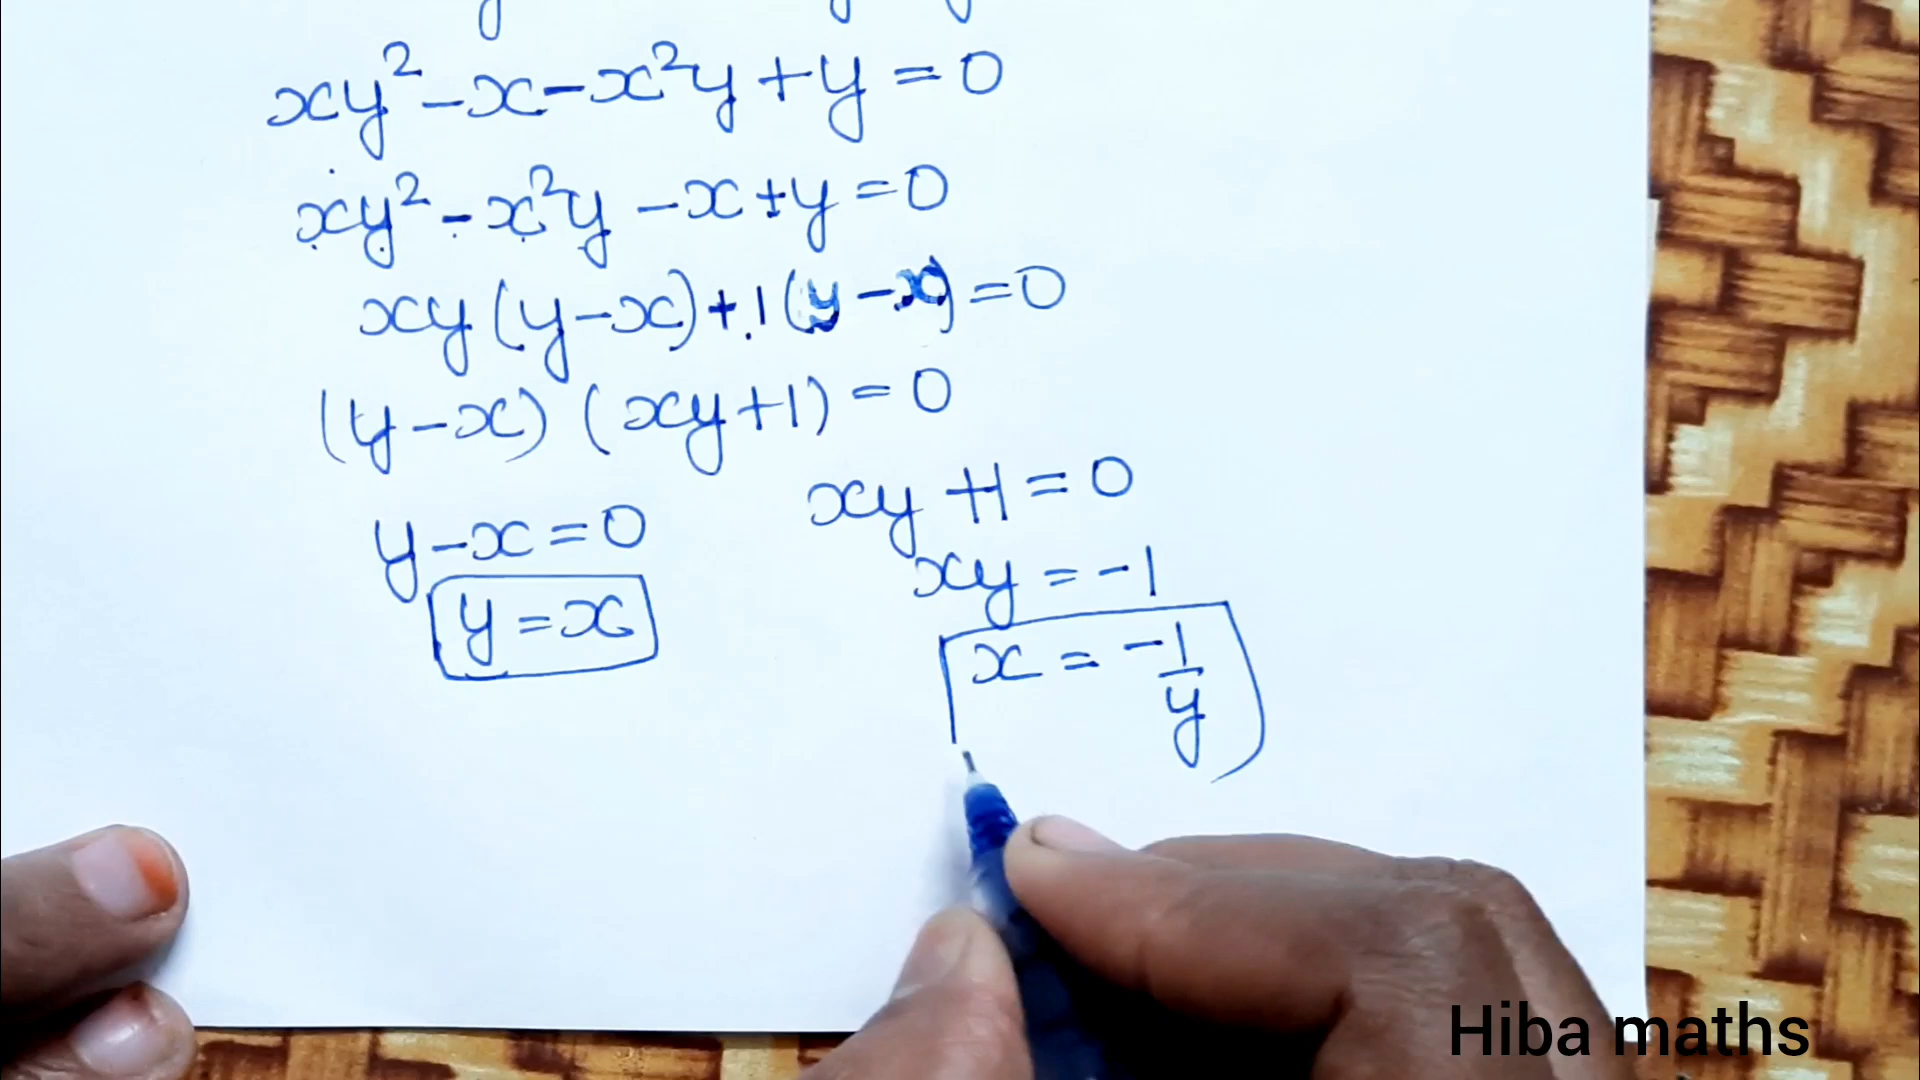 xy² - x - x²y + y = 0
xy² - x²y - x + y = 0
xy (y - x) + 1 (y - x) = 0
(y - x) (xy + 1) = 0
y - x = 0
y = x
xy + 1 = 0
xy = -1
x = -1/y
Hiba maths